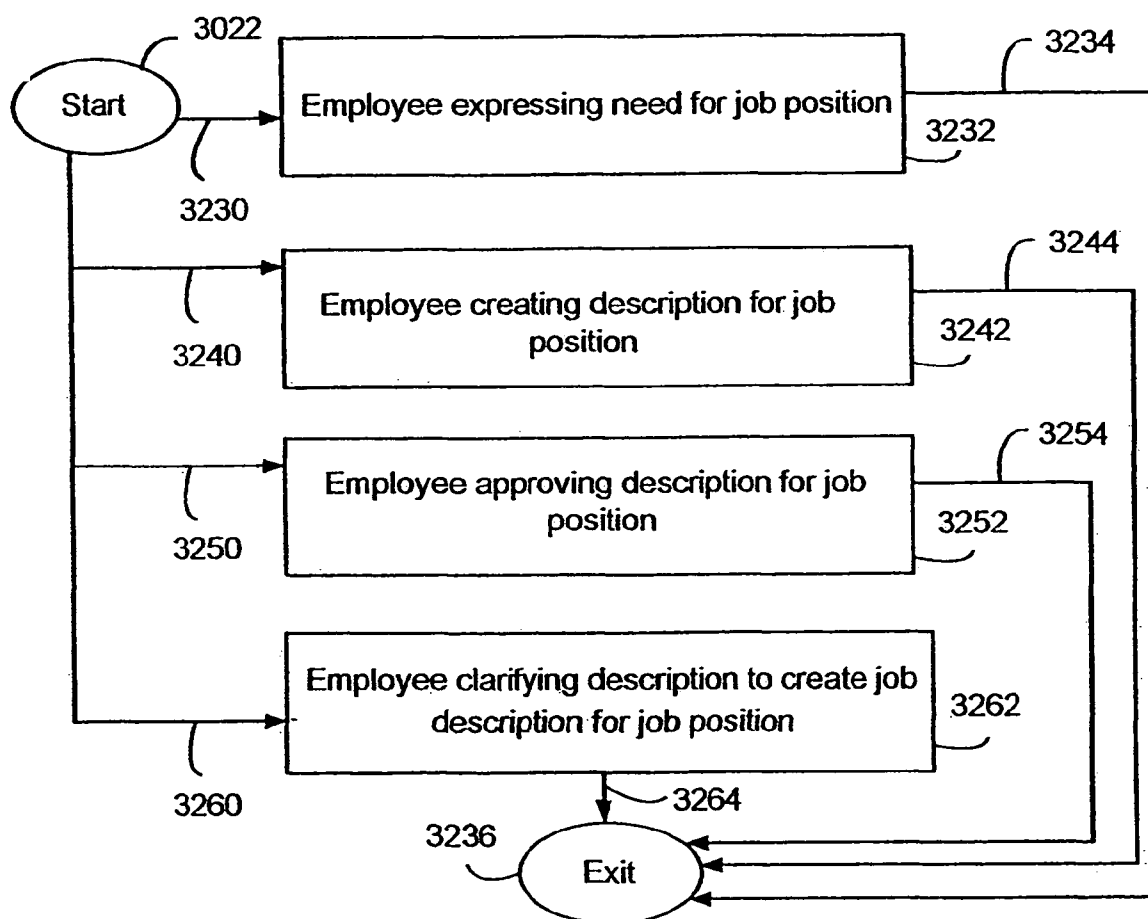 3022
3234
Start
Employee expressing need for job position
3232
3230
3244
Employee creating description for job
position
3242
3240
3254
Employee approving description for job
position
3252
3250
Employee clarifying description to create job
description for job position
3262
3260
3264
3236
Exit